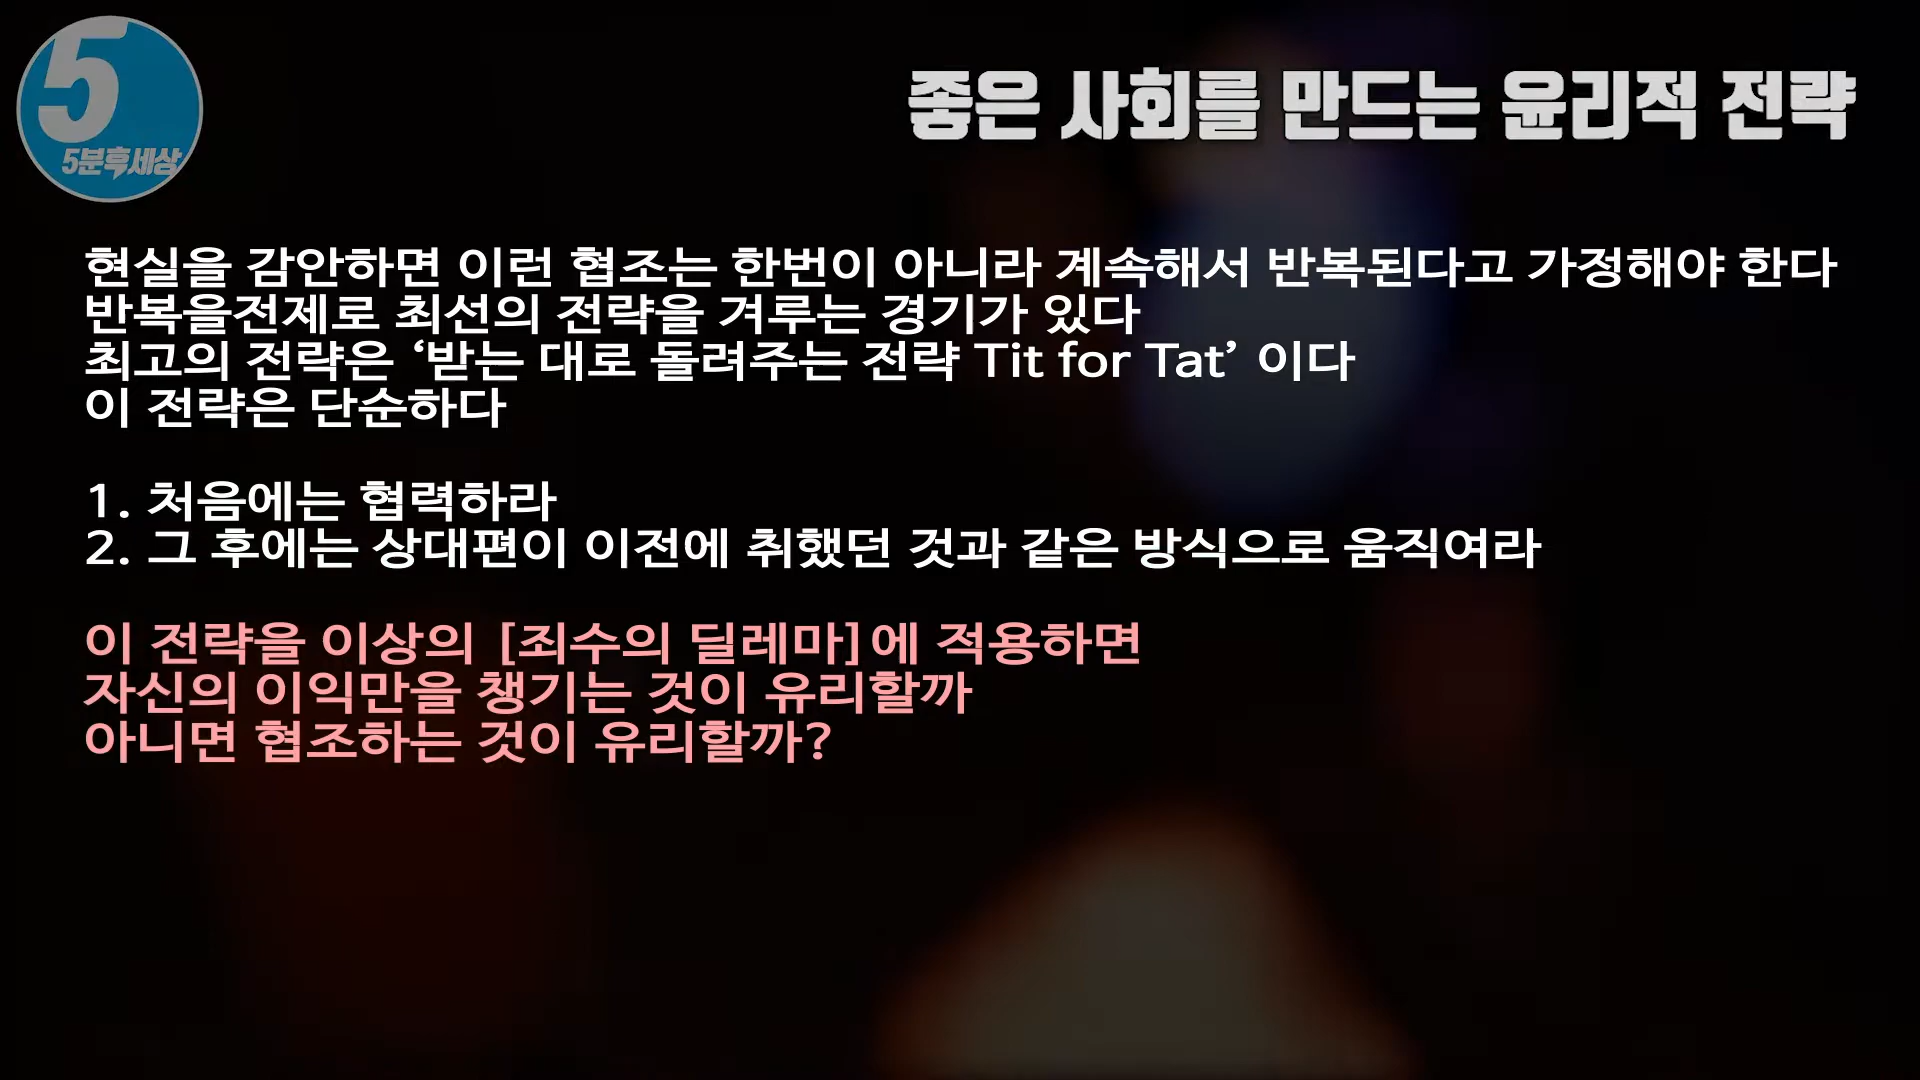 5
5분후세상
좋은 사회를 만드는 윤리적 전략
현실을 감안하면 이런 협조는 한번이 아니라 계속해서 반복된다고 가정해야 한다
반복을전제로 최선의 전략을 겨루는 경기가 있다
최고의 전략은 ‘받는 대로 돌려주는 전략 Tit for Tat’ 이다
이 전략은 단순하다
1. 처음에는 협력하라
2. 그 후에는 상대편이 이전에 취했던 것과 같은 방식으로 움직여라
이 전략을 이상의 [죄수의 딜레마]에 적용하면
자신의 이익만을 챙기는 것이 유리할까
아니면 협조하는 것이 유리할까?